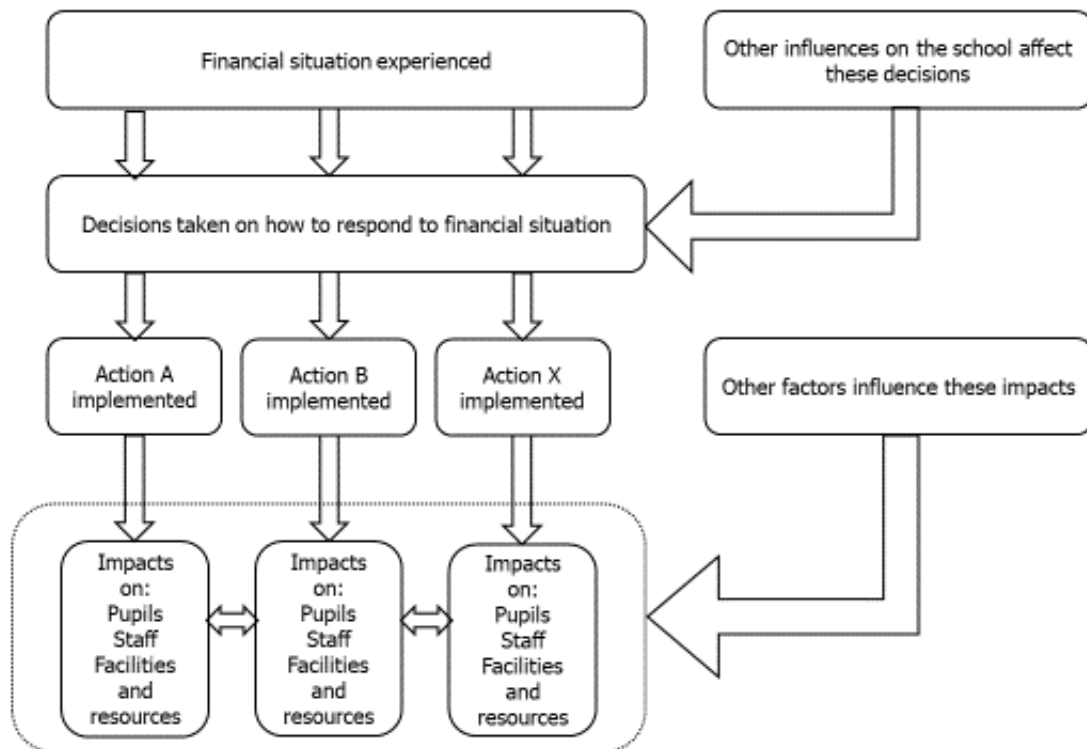 Financial situation experienced
Other influences on the school affect
these decisions
Decisions taken on how to respond to financial situation
Action A
implemented
Action B
implemented
Action X
implemented
Other factors influence these impacts
Impacts
on:
Pupils
Staff
Facilities
and
resources
Impacts
on:
Pupils
Staff
Facilities
and
resources
Impacts
on:
Pupils
Staff
Facilities
and
resources